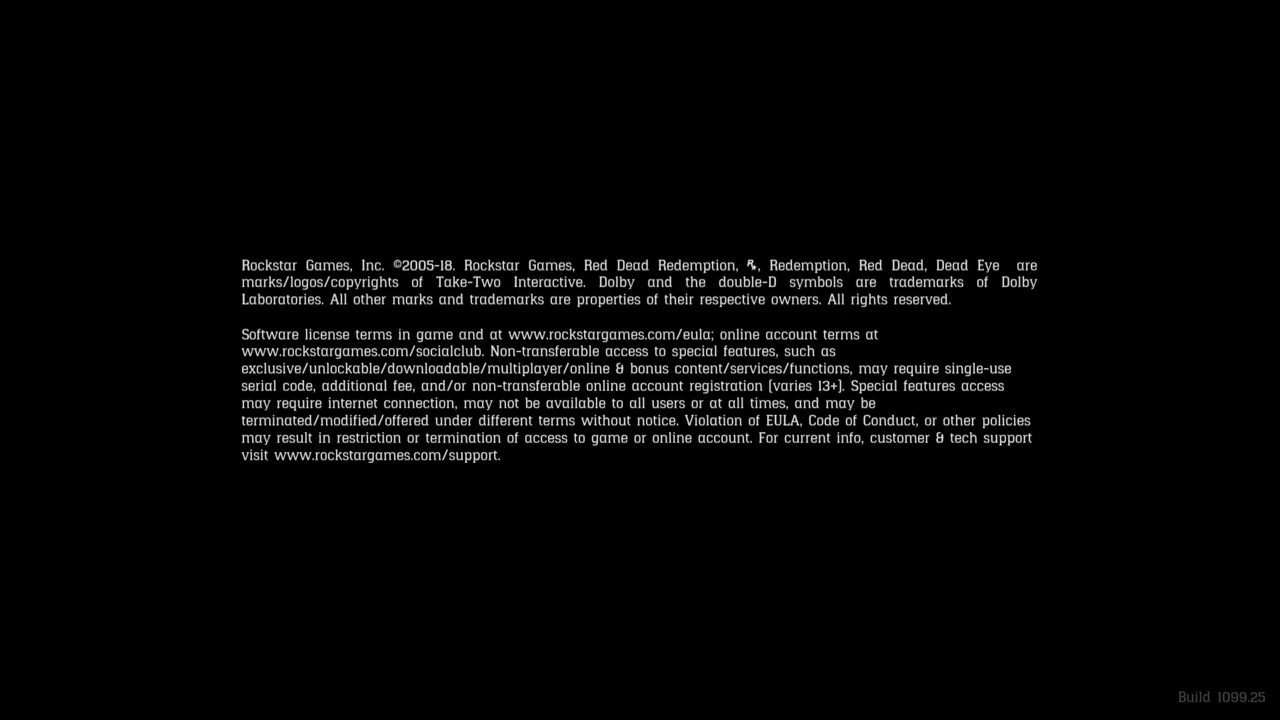 Rockstar Games, Inc. ©2005-18. Rockstar Games, Red Dead Redemption, R*, Redemption, Red Dead, Dead Eye are
marks/logos/copyrights of Take-Two Interactive. Dolby and the double-D symbols are trademarks of Dolby
Laboratories. All other marks and trademarks are properties of their respective owners. All rights reserved.
Software license terms in game and at www.rockstargames.com/eula; online account terms at
www.rockstargames.com/socialclub. Non-transferable access to special features, such as
exclusive/unlockable/downloadable/multiplayer/online & bonus content/services/functions, may require single-use
serial code, additional fee, and/or non-transferable online account registration (varies 13+). Special features access
may require internet connection, may not be available to all users or at all times, and may be
terminated/modified/offered under different terms without notice. Violation of EULA, Code of Conduct, or other policies
may result in restriction or termination of access to game or online account. For current info, customer & tech support
visit www.rockstargames.com/support.
Build 1099.25